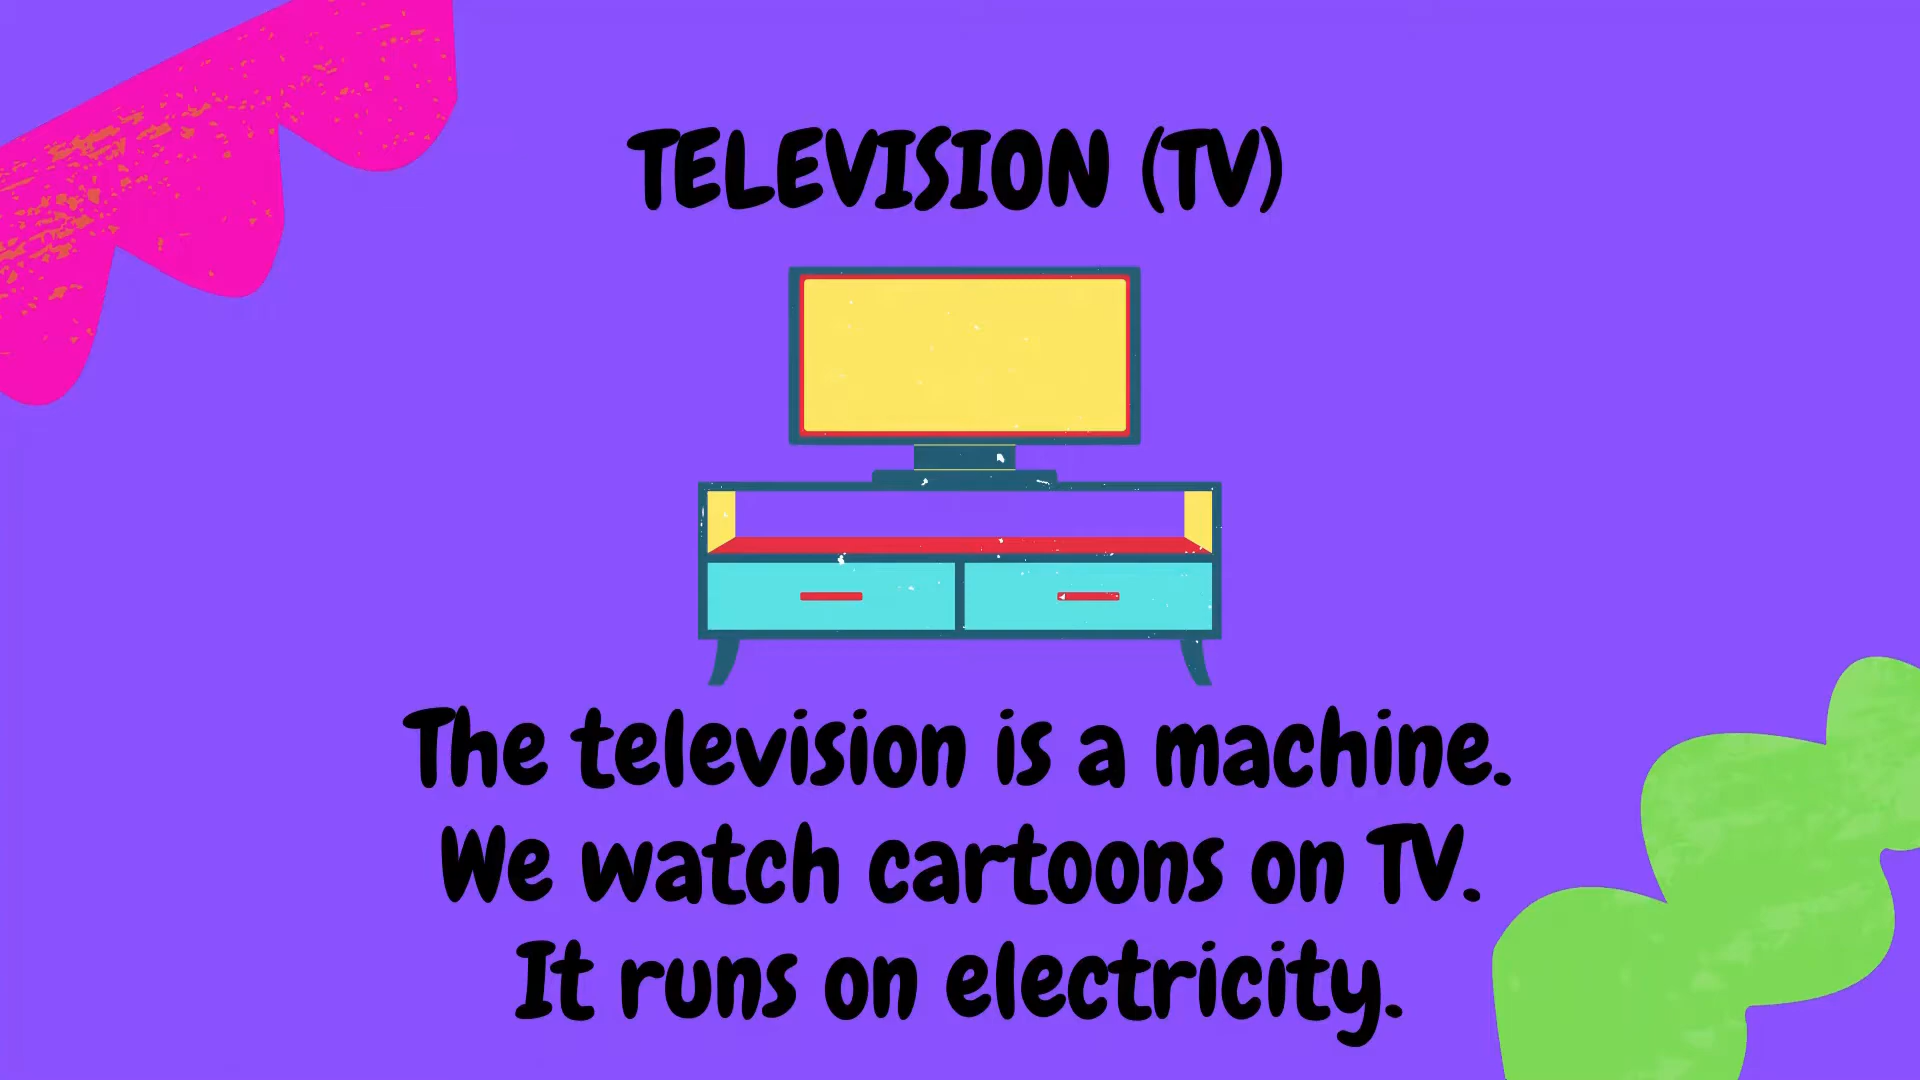 TELEVISION (TV)
The television is a machine.
We watch cartoons on TV.
It runs on electricity.